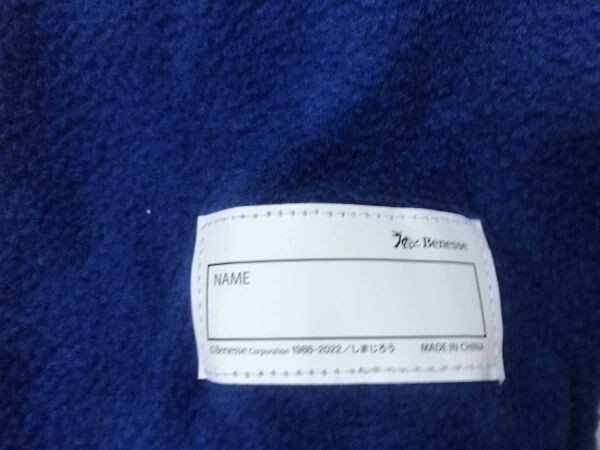 Benesse
NAME
©Benesse Corporation 1988-2022/しまじろう MADE IN CHINA